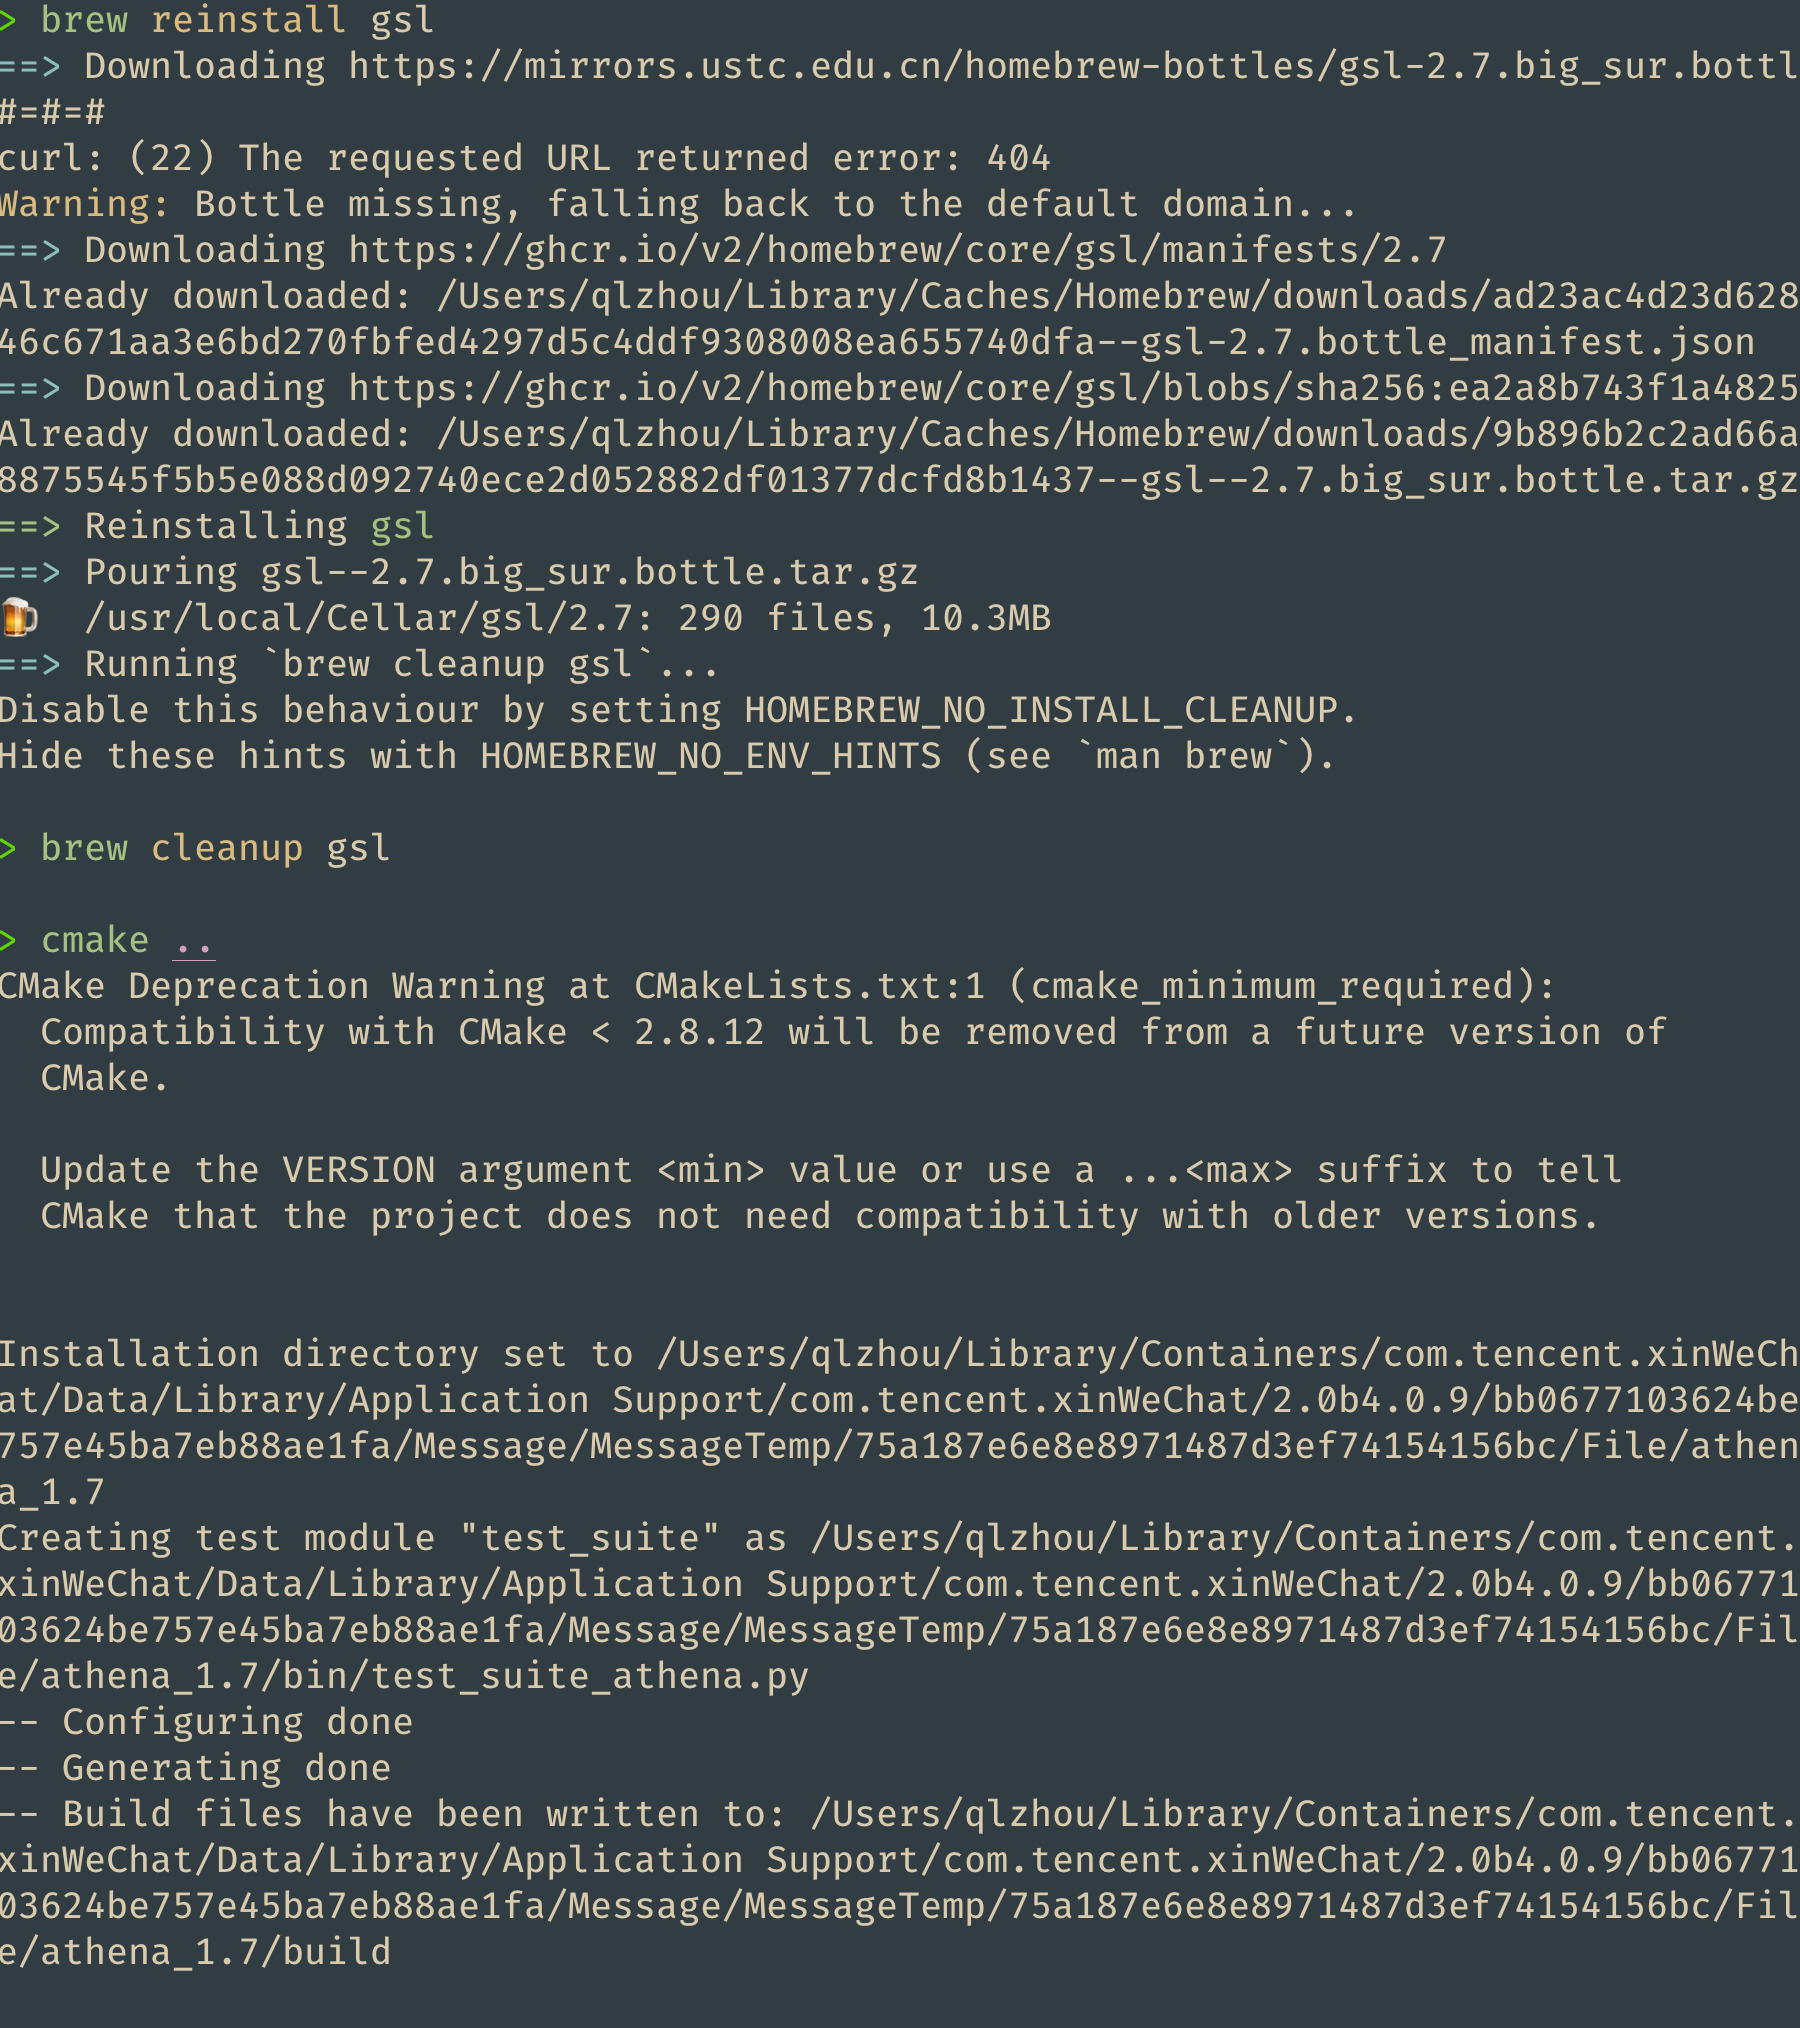 > brew reinstall gsl
==> Downloading https://mirrors.ustc.edu.cn/homebrew-bottles/gsl-2.7.big_sur.bottl
#=#=#
curl: (22) The requested URL returned error: 404
Warning: Bottle missing, falling back to the default domain...
==> Downloading https://ghcr.io/v2/homebrew/core/gsl/manifests/2.7
Already downloaded: /Users/qlzhou/Library/Caches/Homebrew/downloads/ad23ac4d23d628
46c671aa3e6bd270fbfed4297d5c4ddf9308008ea655740dfa--gsl-2.7.bottle_manifest.json
==> Downloading https://ghcr.io/v2/homebrew/core/gsl/blobs/sha256:ea2a8b743f1a4825
Already downloaded: /Users/qlzhou/Library/Caches/Homebrew/downloads/9b896b2c2ad66a
8875545f5b5e088d092740ece2d052882df01377dcfd8b1437--gsl--2.7.big_sur.bottle.tar.gz
==> Reinstalling gsl
==> Pouring gsl--2.7.big_sur.bottle.tar.gz
🍺  /usr/local/Cellar/gsl/2.7: 290 files, 10.3MB
==> Running `brew cleanup gsl`...
Disable this behaviour by setting HOMEBREW_NO_INSTALL_CLEANUP.
Hide these hints with HOMEBREW_NO_ENV_HINTS (see `man brew`).
> brew cleanup gsl
> cmake ..
CMake Deprecation Warning at CMakeLists.txt:1 (cmake_minimum_required):
  Compatibility with CMake < 2.8.12 will be removed from a future version of
  CMake.
  Update the VERSION argument <min> value or use a ...<max> suffix to tell
  CMake that the project does not need compatibility with older versions.
Installation directory set to /Users/qlzhou/Library/Containers/com.tencent.xinWeCh
at/Data/Library/Application Support/com.tencent.xinWeChat/2.0b4.0.9/bb0677103624be
757e45ba7eb88ae1fa/Message/MessageTemp/75a187e6e8e8971487d3ef74154156bc/File/athen
a_1.7
Creating test module "test_suite" as /Users/qlzhou/Library/Containers/com.tencent.
xinWeChat/Data/Library/Application Support/com.tencent.xinWeChat/2.0b4.0.9/bb06771
03624be757e45ba7eb88ae1fa/Message/MessageTemp/75a187e6e8e8971487d3ef74154156bc/Fil
e/athena_1.7/bin/test_suite_athena.py
-- Configuring done
-- Generating done
-- Build files have been written to: /Users/qlzhou/Library/Containers/com.tencent.
xinWeChat/Data/Library/Application Support/com.tencent.xinWeChat/2.0b4.0.9/bb06771
03624be757e45ba7eb88ae1fa/Message/MessageTemp/75a187e6e8e8971487d3ef74154156bc/Fil
e/athena_1.7/build